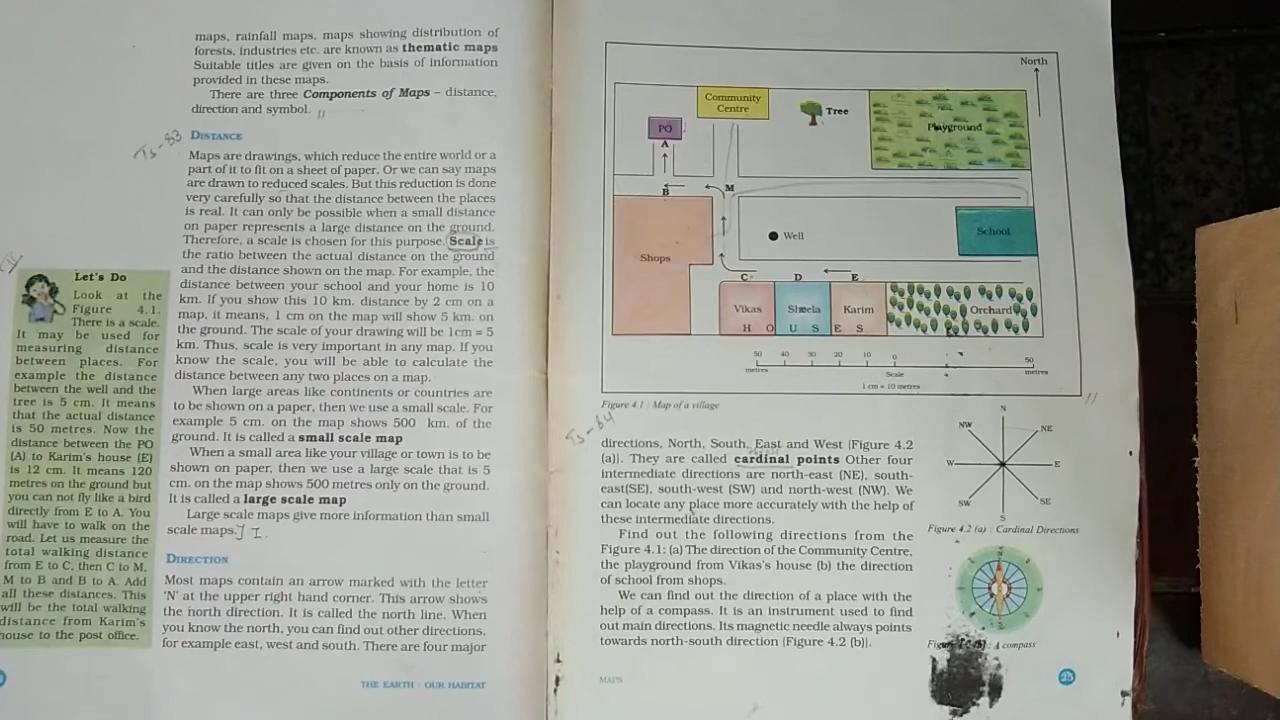 maps, rainfall maps, maps showing distribution of
forests, industries etc. are known as thematic maps
Suitable titles are given on the basis of information
provided in these maps.
There are three Components of Maps – distance,
direction and symbol.
Ts-83
DISTANCE
Maps are drawings, which reduce the entire world or a
part of it to fit on a sheet of paper. Or we can say maps
are drawn to reduced scales. But this reduction is done
very carefully so that the distance between the places
is real. It can only be possible when a small distance
on paper represents a large distance on the ground.
Therefore, a scale is chosen for this purpose. Scale is
the ratio between the actual distance on the ground
and the distance shown on the map. For example, the
distance between your school and your home is 10
km. If you show this 10 km. distance by 2 cm on a
map, it means, 1 cm on the map will show 5 km. on
the ground. The scale of your drawing will be 1cm = 5
km. Thus, scale is very important in any map. If you
know the scale, you will be able to calculate the
distance between any two places on a map.
When large areas like continents or countries are
to be shown on a paper, then we use a small scale. For
example 5 cm. on the map shows 500 km. of the
ground. It is called a small scale map
When a small area like your village or town is to be
shown on paper, then we use a large scale that is 5
cm. on the map shows 500 metres only on the ground.
It is called a large scale map
Large scale maps give more information than small
scale maps.] I.
DIRECTION
Most maps contain an arrow marked with the letter
'N' at the upper right hand corner. This arrow shows
the north direction. It is called the north line. When
you know the north, you can find out other directions,
for example east, west and south. There are four major
THE EARTH : OUR HABITAT
II
Let's Do
Look at the
Figure 4.1.
There is a scale.
It may be used for
measuring distance
between places. For
example the distance
between the well and the
tree is 5 cm. It means
that the actual distance
is 50 metres. Now the
distance between the PO
(A) to Karim's house (E)
is 12 cm. It means 120
metres on the ground but
you can not fly like a bird
directly from E to A. You
will have to walk on the
road. Let us measure the
total walking distance
from E to C, then C to M,
M to B and B to A. Add
all these distances. This
will be the total walking
distance from Karim's
house to the post office.
North
Community
Centre
Tree
Playground
PO
A
B
M
School
Well
Shops
C
D
E
Vikas
Sheela
Karim
Orchard
H O U S E S
50 40 30 20 10 0 50
metres metres
Scale
1 cm = 10 metres
Figure 4.1 : Map of a village
Ts-84
directions, North, South, East and West (Figure 4.2
(a)). They are called cardinal points Other four
intermediate directions are north-east (NE), south-
east(SE), south-west (SW) and north-west (NW). We
can locate any place more accurately with the help of
these intermediate directions.
Find out the following directions from the
Figure 4.1: (a) The direction of the Community Centre,
the playground from Vikas's house (b) the direction
of school from shops.
We can find out the direction of a place with the
help of a compass. It is an instrument used to find
out main directions. Its magnetic needle always points
towards north-south direction (Figure 4.2 (b)).
N
NW
NE
W
E
SW
SE
S
Figure 4.2 (a) : Cardinal Directions
N
A compass
MAPS
25